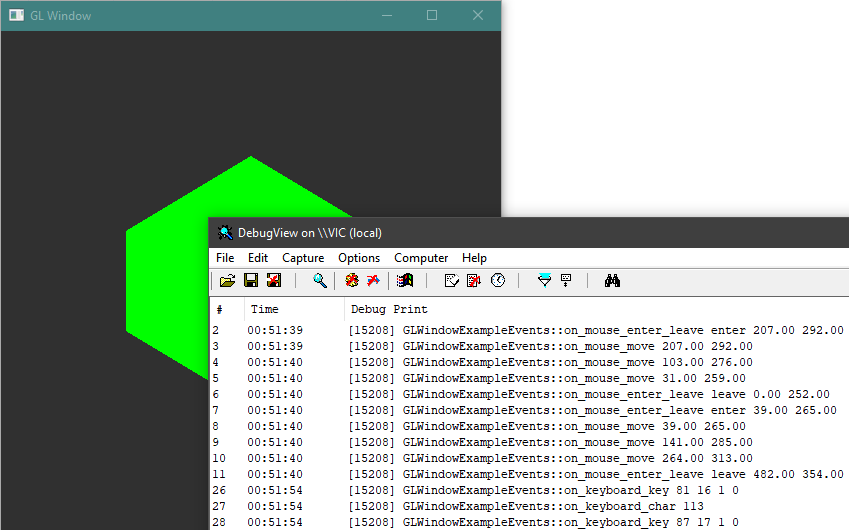 GL Window
DebugView on \\VIC (local)
File Edit Capture Options Computer Help
# Time Debug Print
2 00:51:39 [15208] GLWindowExampleEvents::on_mouse_enter_leave enter 207.00 292.00
3 00:51:39 [15208] GLWindowExampleEvents::on_mouse_move 207.00 292.00
4 00:51:40 [15208] GLWindowExampleEvents::on_mouse_move 103.00 276.00
5 00:51:40 [15208] GLWindowExampleEvents::on_mouse_move 31.00 259.00
6 00:51:40 [15208] GLWindowExampleEvents::on_mouse_enter_leave leave 0.00 252.00
7 00:51:40 [15208] GLWindowExampleEvents::on_mouse_enter_leave enter 39.00 265.00
8 00:51:40 [15208] GLWindowExampleEvents::on_mouse_move 39.00 265.00
9 00:51:40 [15208] GLWindowExampleEvents::on_mouse_move 141.00 285.00
10 00:51:40 [15208] GLWindowExampleEvents::on_mouse_move 264.00 313.00
11 00:51:40 [15208] GLWindowExampleEvents::on_mouse_enter_leave leave 482.00 354.00
26 00:51:54 [15208] GLWindowExampleEvents::on_keyboard_key 81 16 1 0
27 00:51:54 [15208] GLWindowExampleEvents::on_keyboard_char 113
28 00:51:54 [15208] GLWindowExampleEvents::on_keyboard_key 87 17 1 0